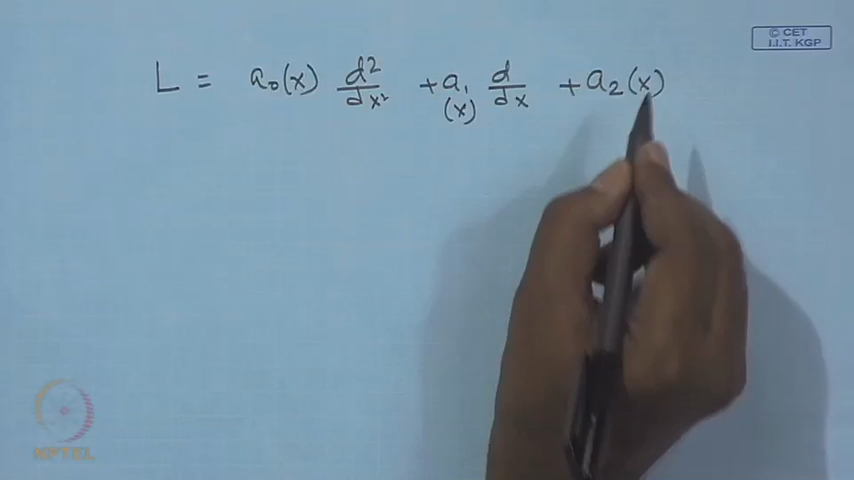 © CET
I.I.T. KGP
L = a₀(x) d²/dx² + a₁(x) d/dx + a₂(x)
NPTEL